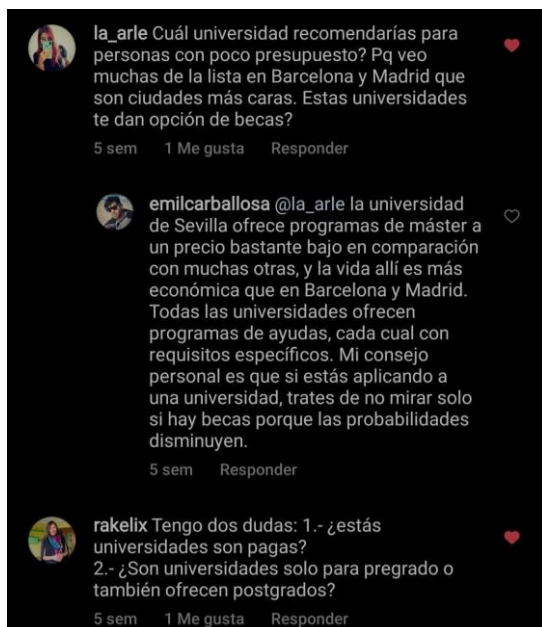 la_arle Cuál universidad recomendarías para
personas con poco presupuesto? Pq veo
muchas de la lista en Barcelona y Madrid que
son ciudades más caras. Estas universidades
te dan opción de becas?
5 sem 1 Me gusta Responder
emilcarballosa @la_arle la universidad
de Sevilla ofrece programas de máster a
un precio bastante bajo en comparación
con muchas otras, y la vida allí es más
económica que en Barcelona y Madrid.
Todas las universidades ofrecen
programas de ayudas, cada cual con
requisitos específicos. Mi consejo
personal es que si estás aplicando a
una universidad, trates de no mirar solo
si hay becas porque las probabilidades
disminuyen.
5 sem Responder
rakelix Tengo dos dudas: 1.- ¿estás
universidades son pagas?
2.- ¿Son universidades solo para pregrado o
también ofrecen postgrados?
5 sem 1 Me gusta Responder